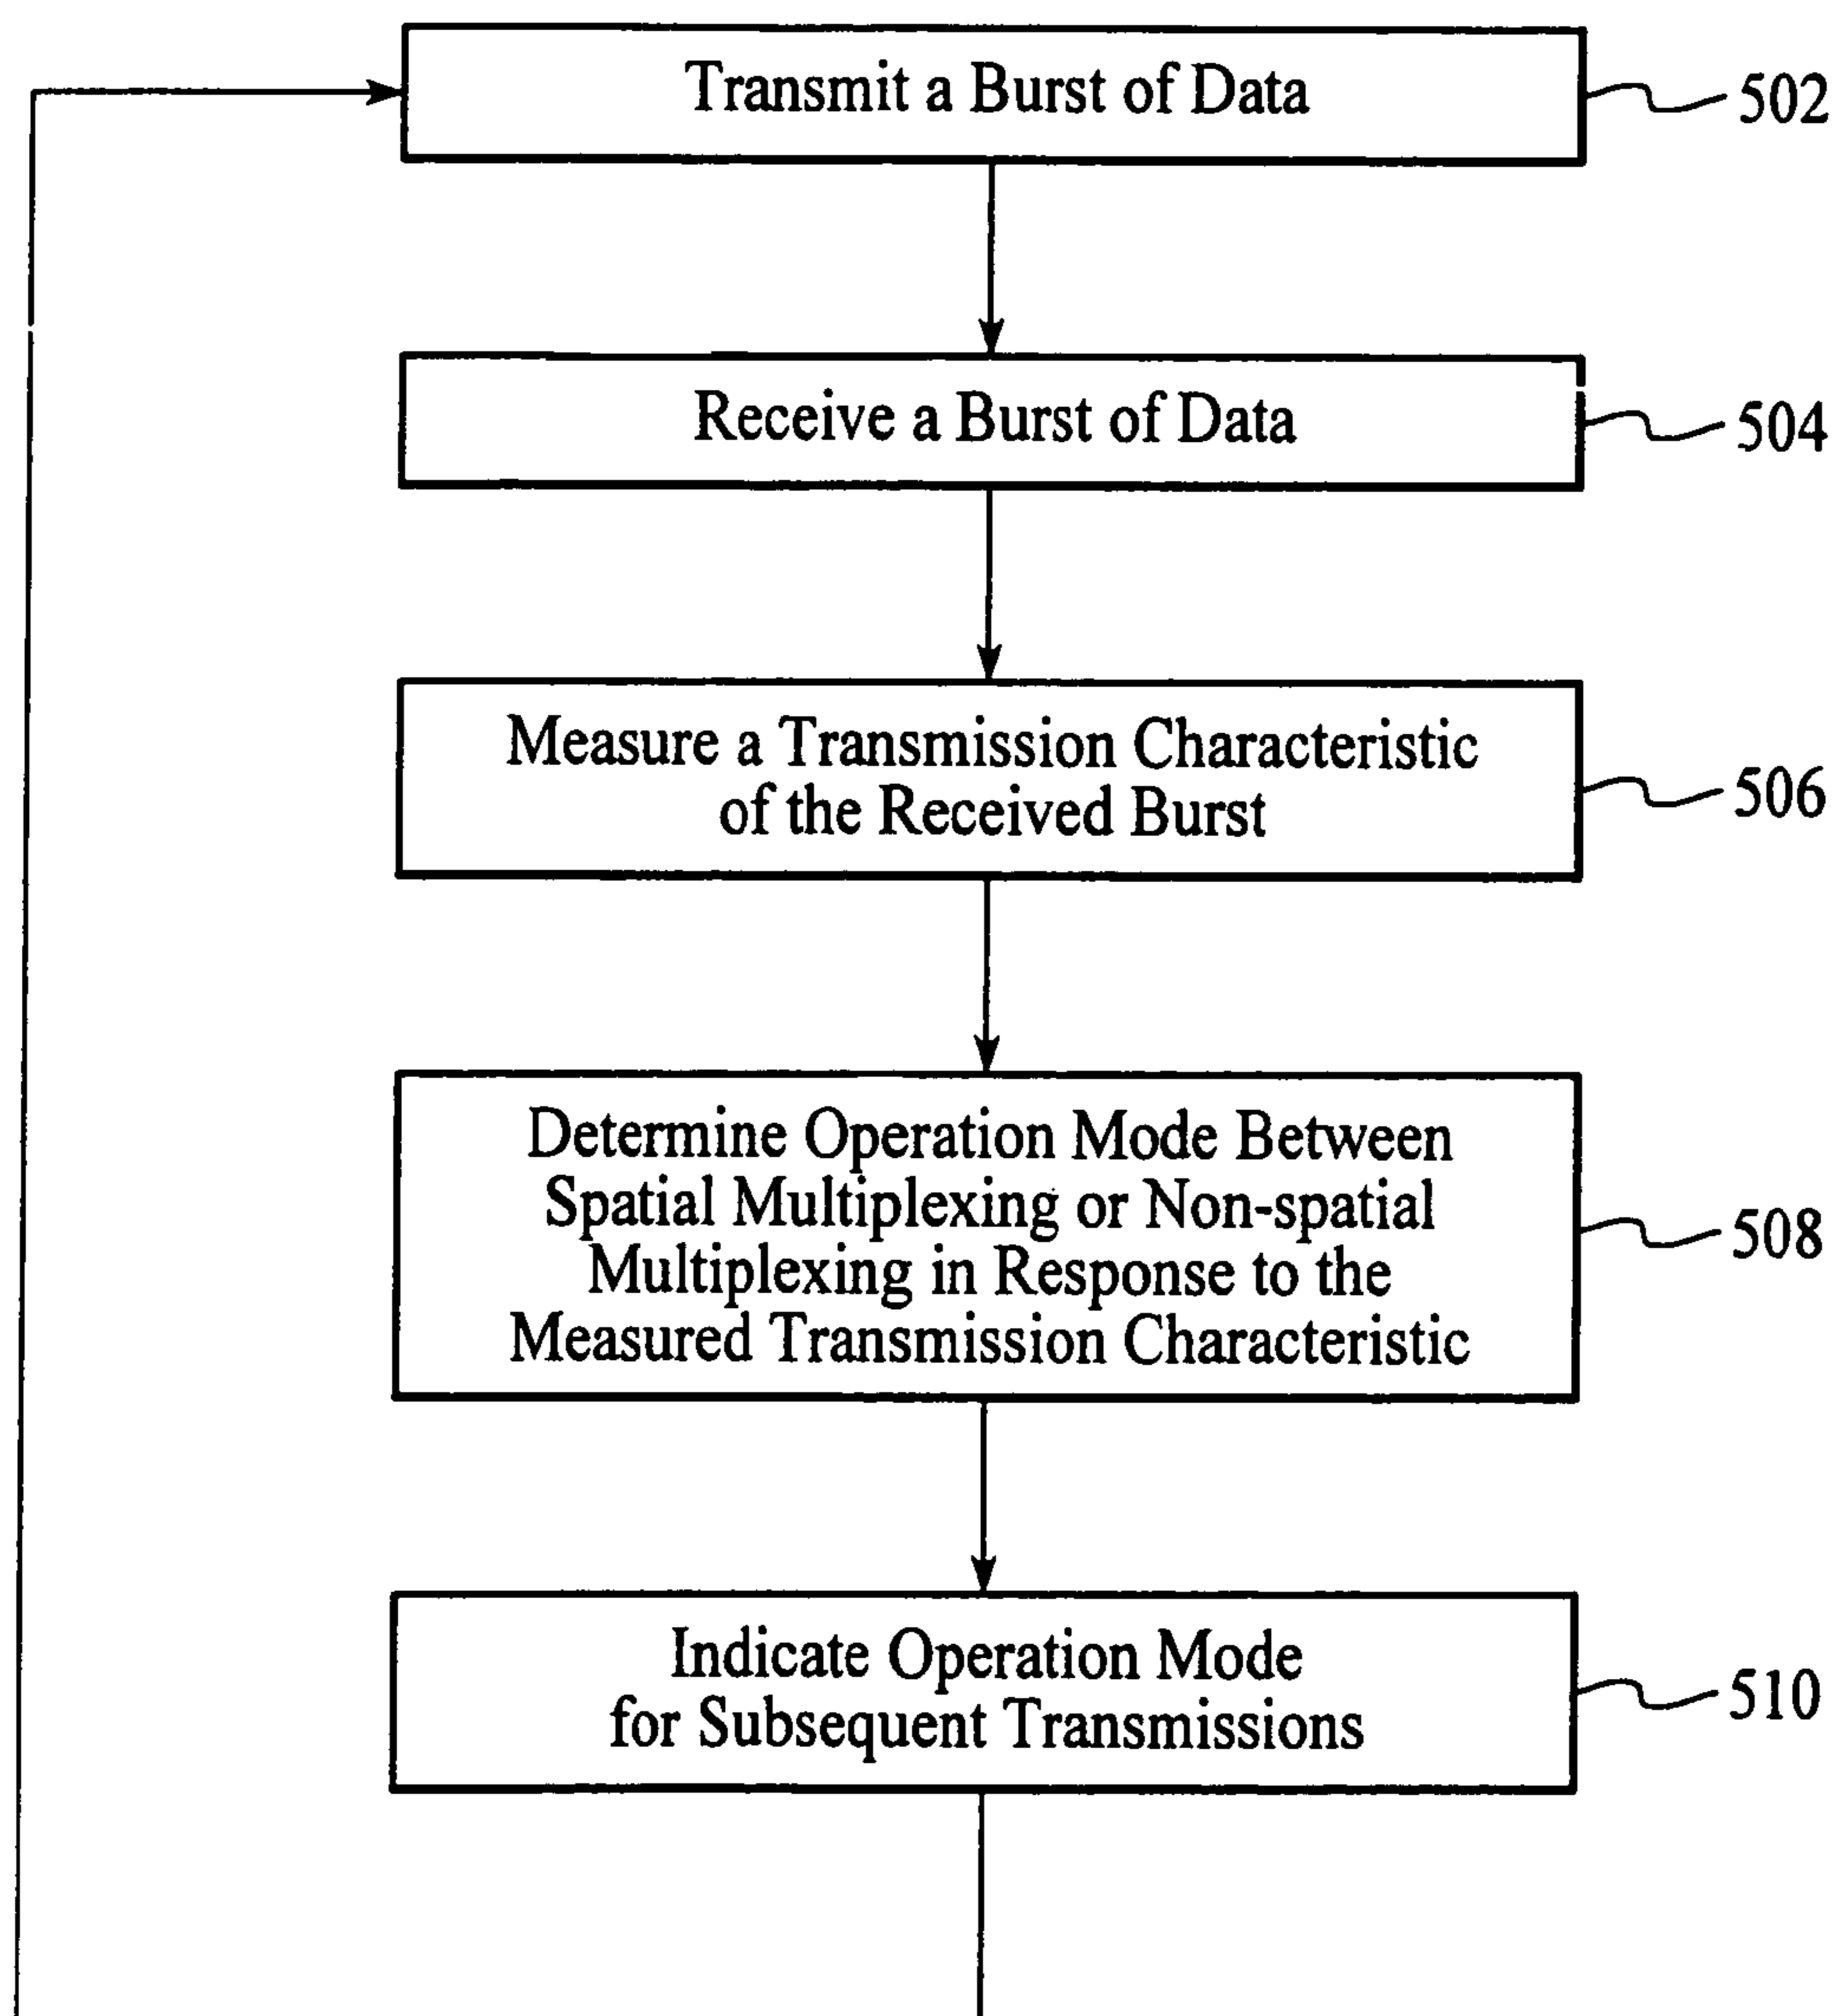 Transmit a Burst of Data
502
Receive a Burst of Data
504
Measure a Transmission Characteristic
of the Received Burst
506
Determine Operation Mode Between
Spatial Multiplexing or Non-spatial
Multiplexing in Response to the
Measured Transmission Characteristic
508
Indicate Operation Mode
for Subsequent Transmissions
510